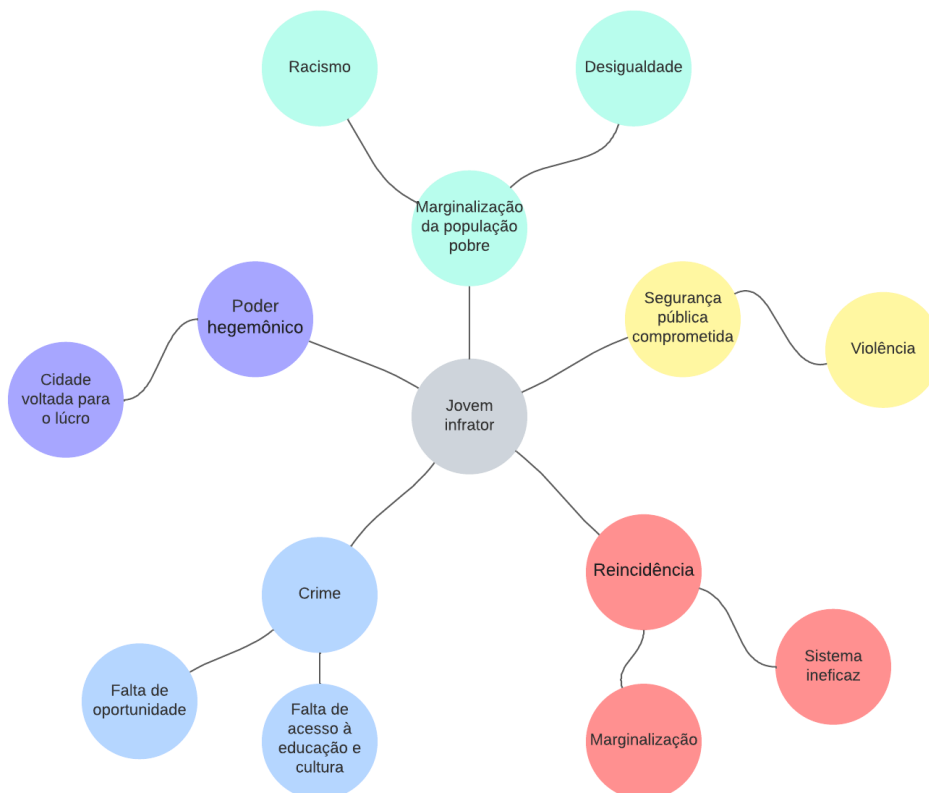 Racismo
Desigualdade
Marginalização
da população
pobre
Poder
hegemônico
Segurança
pública
comprometida
Violência
Cidade
voltada para
o lúcro
Jovem
infrator
Crime
Reincidência
Falta de
oportunidade
Falta de
acesso à
educação e
cultura
Marginalização
Sistema
ineficaz